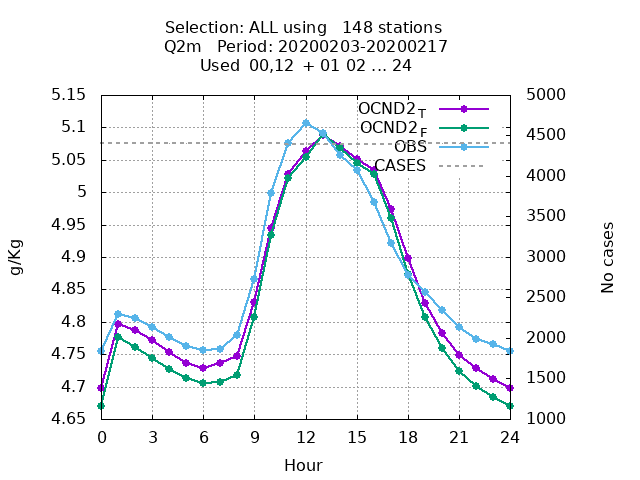 Selection: ALL using 148 stations
Q2m Period: 20200203-20200217
Used 00,12 + 01 02 ... 24
5.15
5.1
5.05
5
4.95
4.9
4.85
4.8
4.75
4.7
4.65
g/Kg
OCND2T
OCND2F
OBS
CASES
5000
4500
4000
3500
3000
2500
2000
1500
1000
No cases
0 3 6 9 12 15 18 21 24
Hour